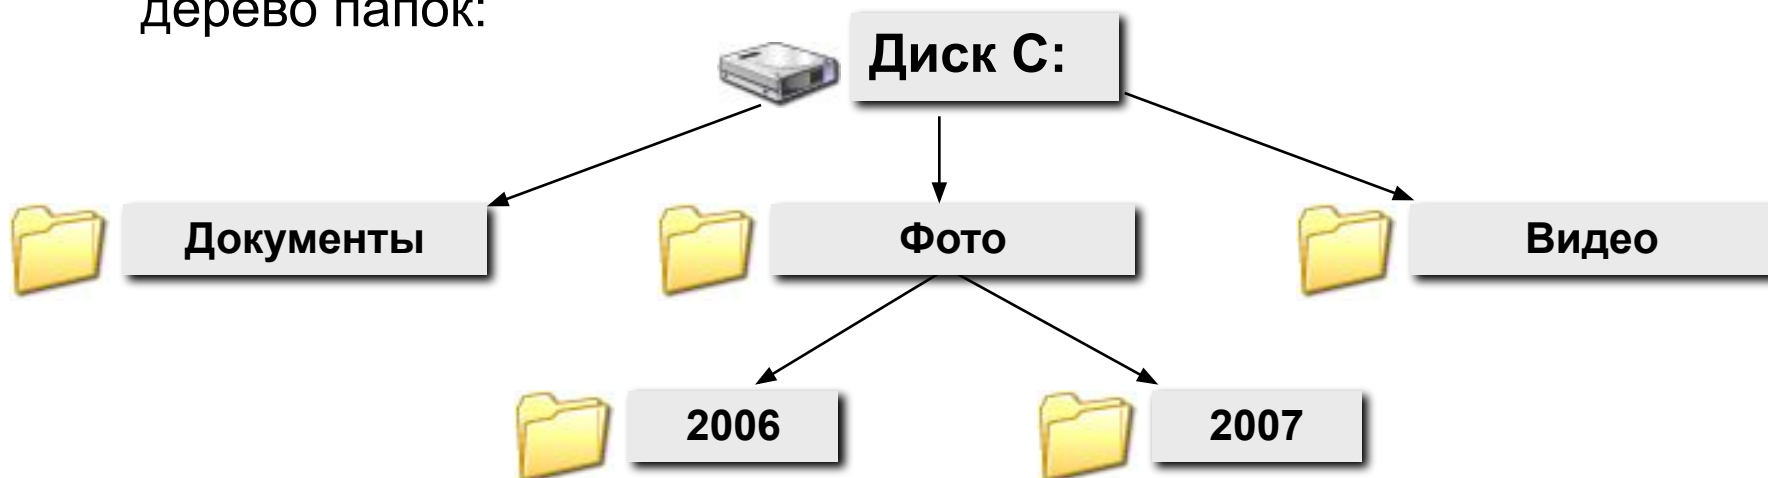 дерево папок:
Диск C:
Документы
Фото
Видео
2006
2007